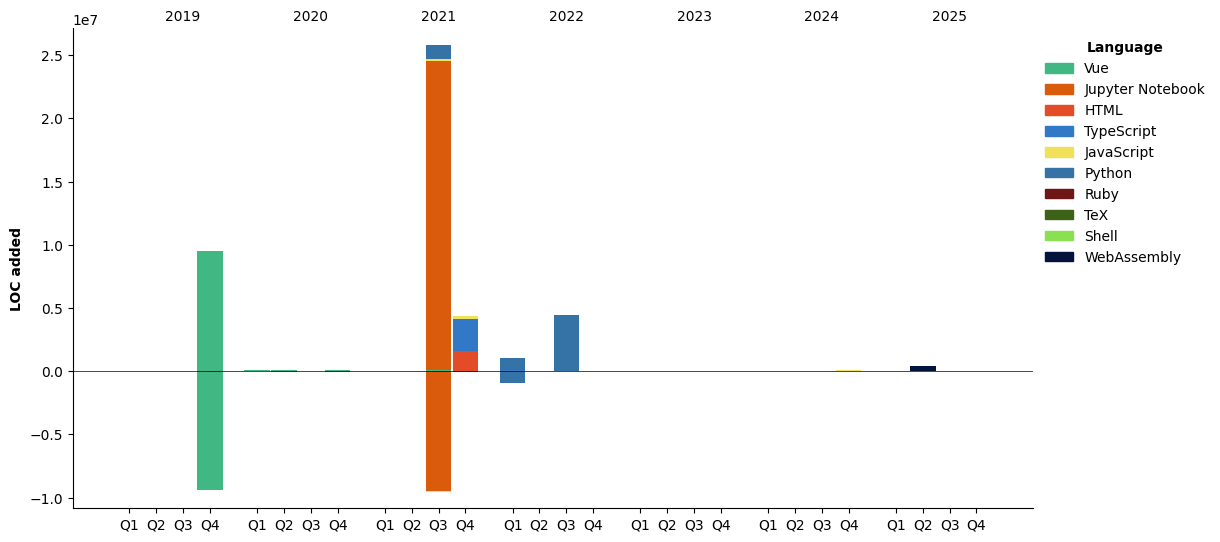 1e7
2019 2020 2021 2022 2023 2024 2025
2.5
2.0
1.5
1.0
0.5
0.0
−0.5
−1.0
LOC added
Q1 Q2 Q3 Q4 Q1 Q2 Q3 Q4 Q1 Q2 Q3 Q4 Q1 Q2 Q3 Q4 Q1 Q2 Q3 Q4 Q1 Q2 Q3 Q4 Q1 Q2 Q3 Q4
Language
Vue
Jupyter Notebook
HTML
TypeScript
JavaScript
Python
Ruby
TeX
Shell
WebAssembly